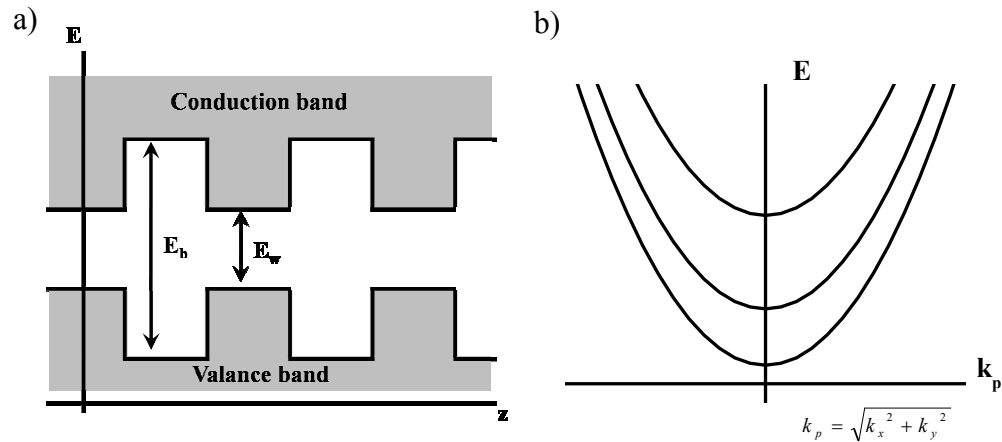 a)
E
Conduction band
E_b
E_w
Valance band
z
b)
E
k_p
k_p = √(k_x² + k_y²)